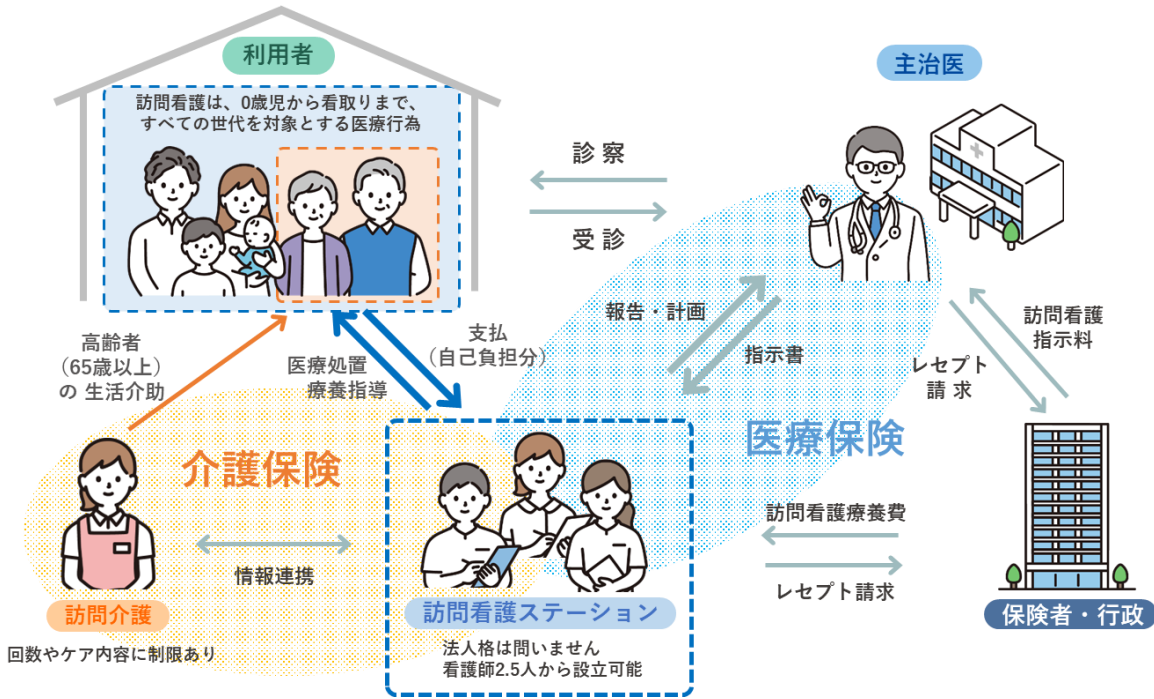 利用者
訪問看護は、0歳児から看取りまで、
すべての世代を対象とする医療行為
主治医
診 察
受 診
高齢者
（65歳以上）
の 生活介助
医療処置
療養指導
支払
（自己負担分）
報告・計画
指示書
訪問看護
指示料
レセプト
請 求
介護保険
医療保険
情報連携
訪問看護療養費
レセプト請求
訪問介護
回数やケア内容に制限あり
訪問看護ステーション
法人格は問いません
看護師2.5人から設立可能
保険者・行政